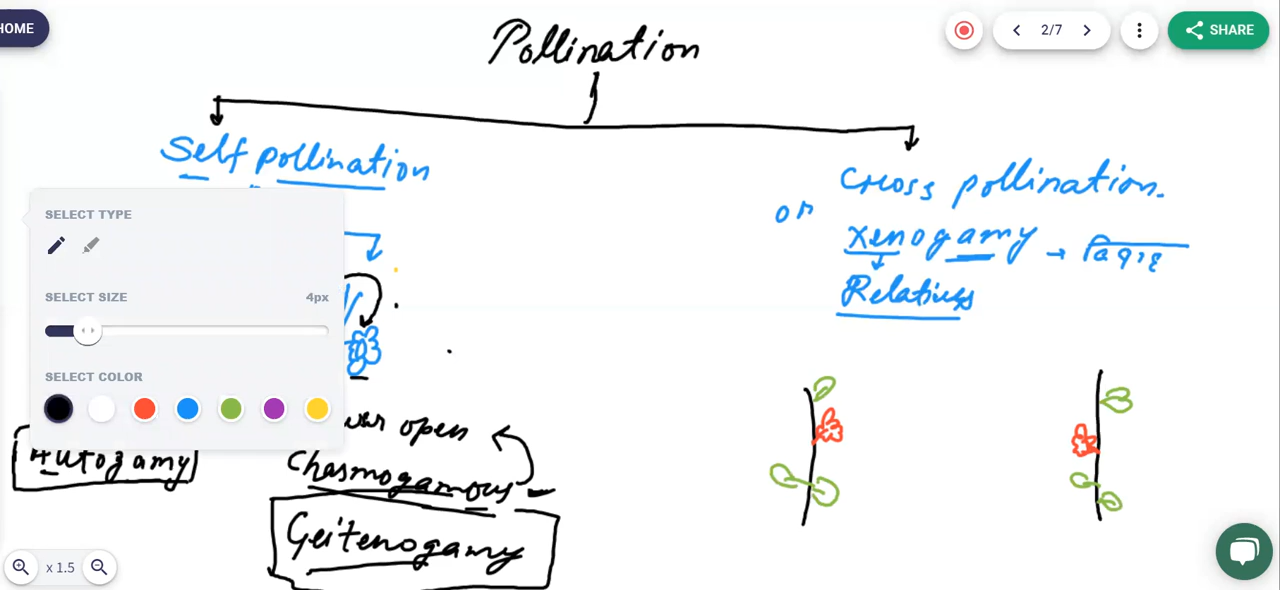 HOME
Pollination
2/7
SHARE
Self pollination
Cross pollination.
or
Xenogamy →
Relatives
SELECT TYPE
SELECT SIZE
4px
SELECT COLOR
open
Autogamy
Chasmogamous
Geitenogamy
x 1.5